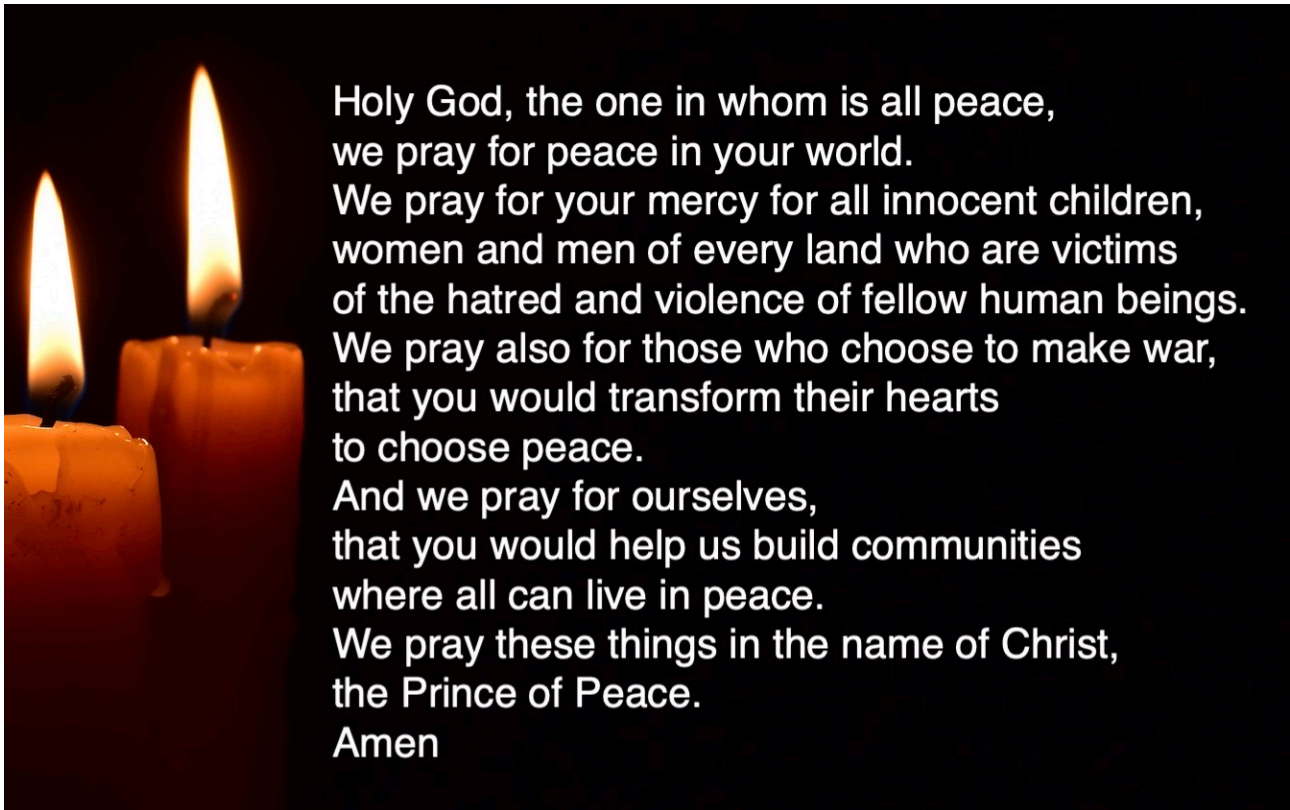 Holy God, the one in whom is all peace,
we pray for peace in your world.
We pray for your mercy for all innocent children,
women and men of every land who are victims
of the hatred and violence of fellow human beings.
We pray also for those who choose to make war,
that you would transform their hearts
to choose peace.
And we pray for ourselves,
that you would help us build communities
where all can live in peace.
We pray these things in the name of Christ,
the Prince of Peace.
Amen